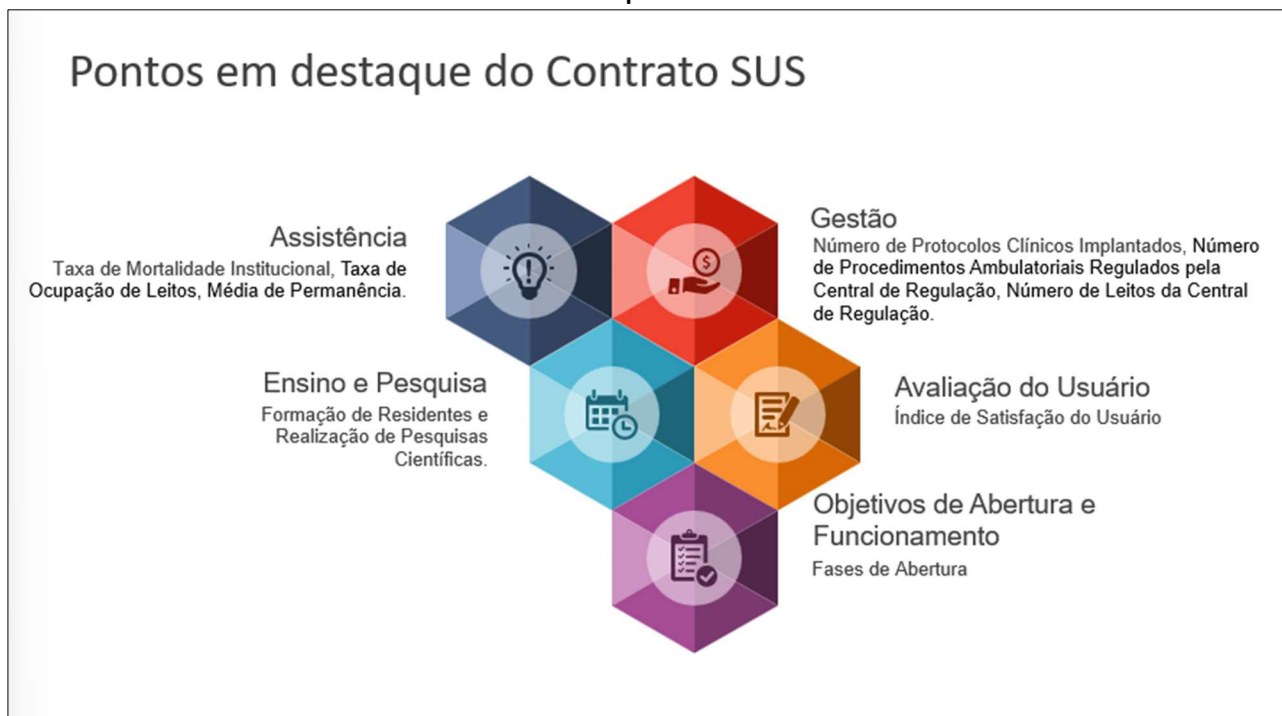 Pontos em destaque do Contrato SUS
Assistência
Taxa de Mortalidade Institucional, Taxa de
Ocupação de Leitos, Média de Permanência.
Gestão
Número de Protocolos Clínicos Implantados, Número
de Procedimentos Ambulatoriais Regulados pela
Central de Regulação, Número de Leitos da Central
de Regulação.
Ensino e Pesquisa
Formação de Residentes e
Realização de Pesquisas
Científicas.
Avaliação do Usuário
Índice de Satisfação do Usuário
Objetivos de Abertura e
Funcionamento
Fases de Abertura